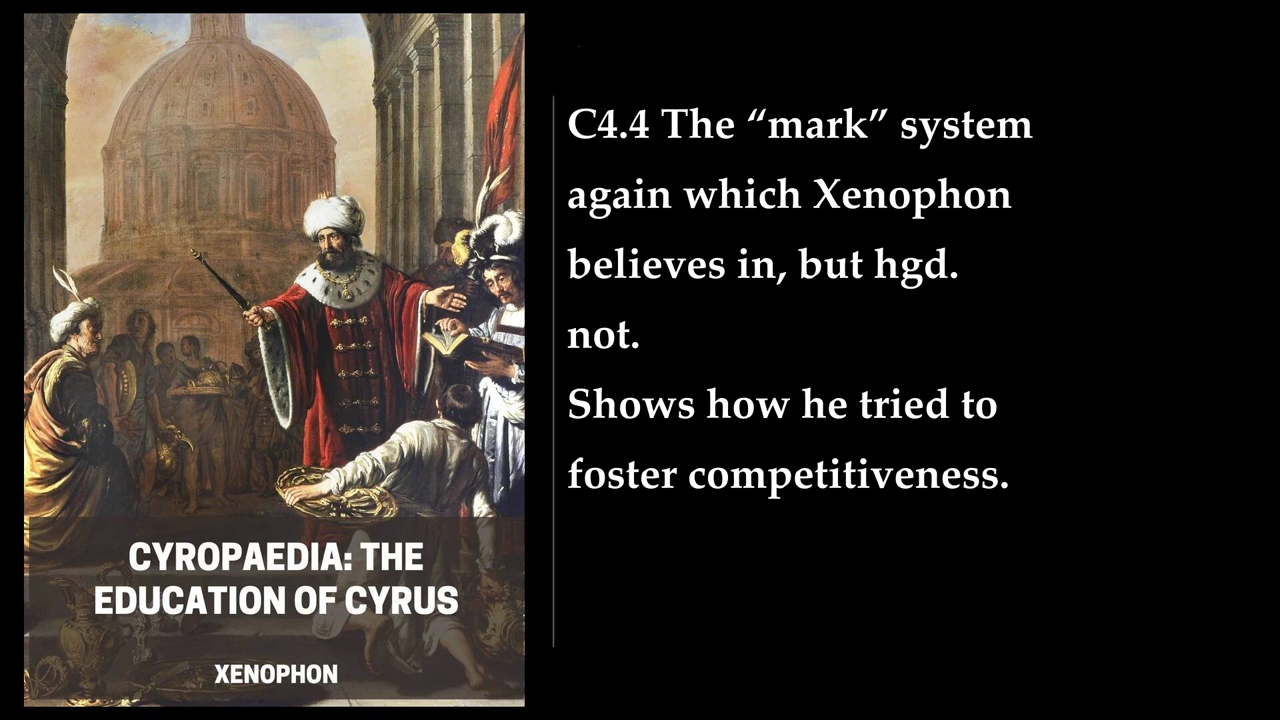 CYROPAEDIA: THE
EDUCATION OF CYRUS
XENOPHON
C4.4 The “mark” system
again which Xenophon
believes in, but hgd.
not.
Shows how he tried to
foster competitiveness.